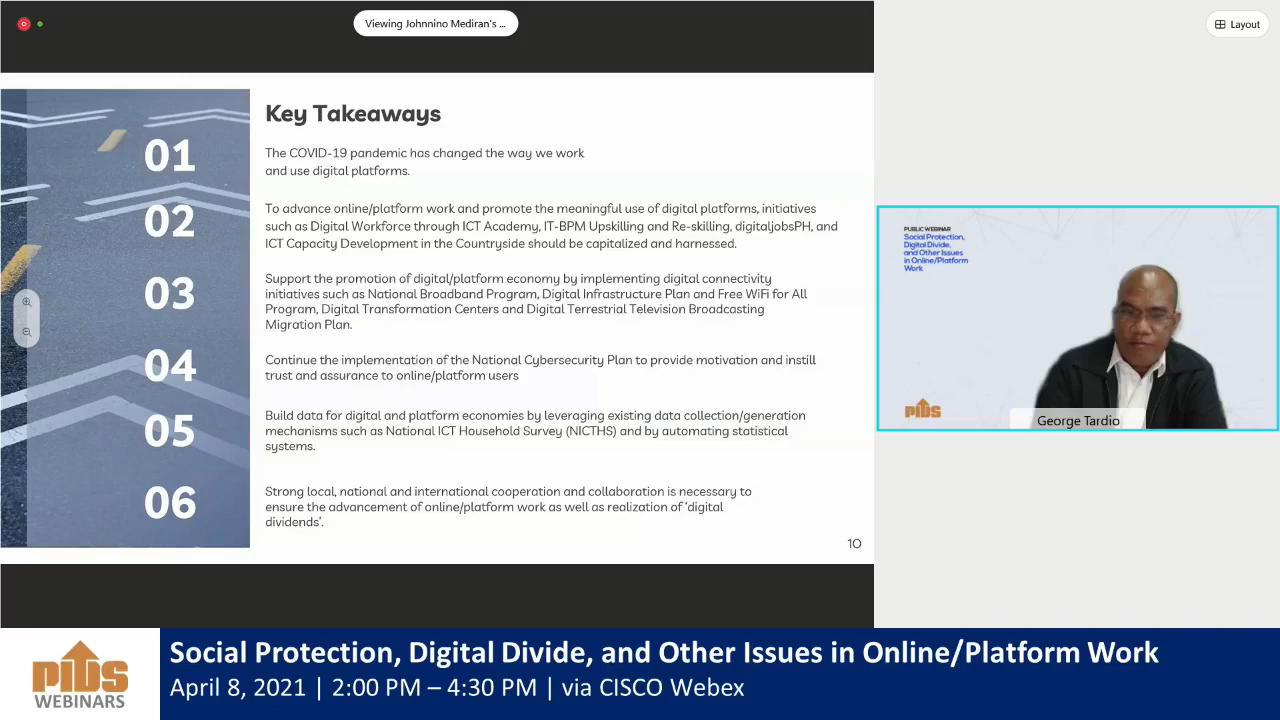 Viewing Johnnino Mediran's ...
Layout
Key Takeaways
01
The COVID-19 pandemic has changed the way we work
and use digital platforms.
02
To advance online/platform work and promote the meaningful use of digital platforms, initiatives
such as Digital Workforce through ICT Academy, IT-BPM Upskilling and Re-skilling, digitaljobsPH, and
ICT Capacity Development in the Countryside should be capitalized and harnessed.
03
Support the promotion of digital/platform economy by implementing digital connectivity
initiatives such as National Broadband Program, Digital Infrastructure Plan and Free WiFi for All
Program, Digital Transformation Centers and Digital Terrestrial Television Broadcasting
Migration Plan.
04
Continue the implementation of the National Cybersecurity Plan to provide motivation and instill
trust and assurance to online/platform users
05
Build data for digital and platform economies by leveraging existing data collection/generation
mechanisms suchas National ICT Household Survey (NICTHS) and by automating statistical
systems.
06
Strong local, national and international cooperation and collaboration is necessary to
ensure the advancement of online/platform work as well as realization of 'digital
dividends'.
10
PUBLIC WEBINAR
Social Protection,
Digital Divide,
and Other Issues
in Online/Platform
Work
PIDS
George Tardio
PIDS
WEBINARS
Social Protection, Digital Divide, and Other Issues in Online/Platform Work
April 8, 2021 | 2:00 PM – 4:30 PM | via CISCO Webex